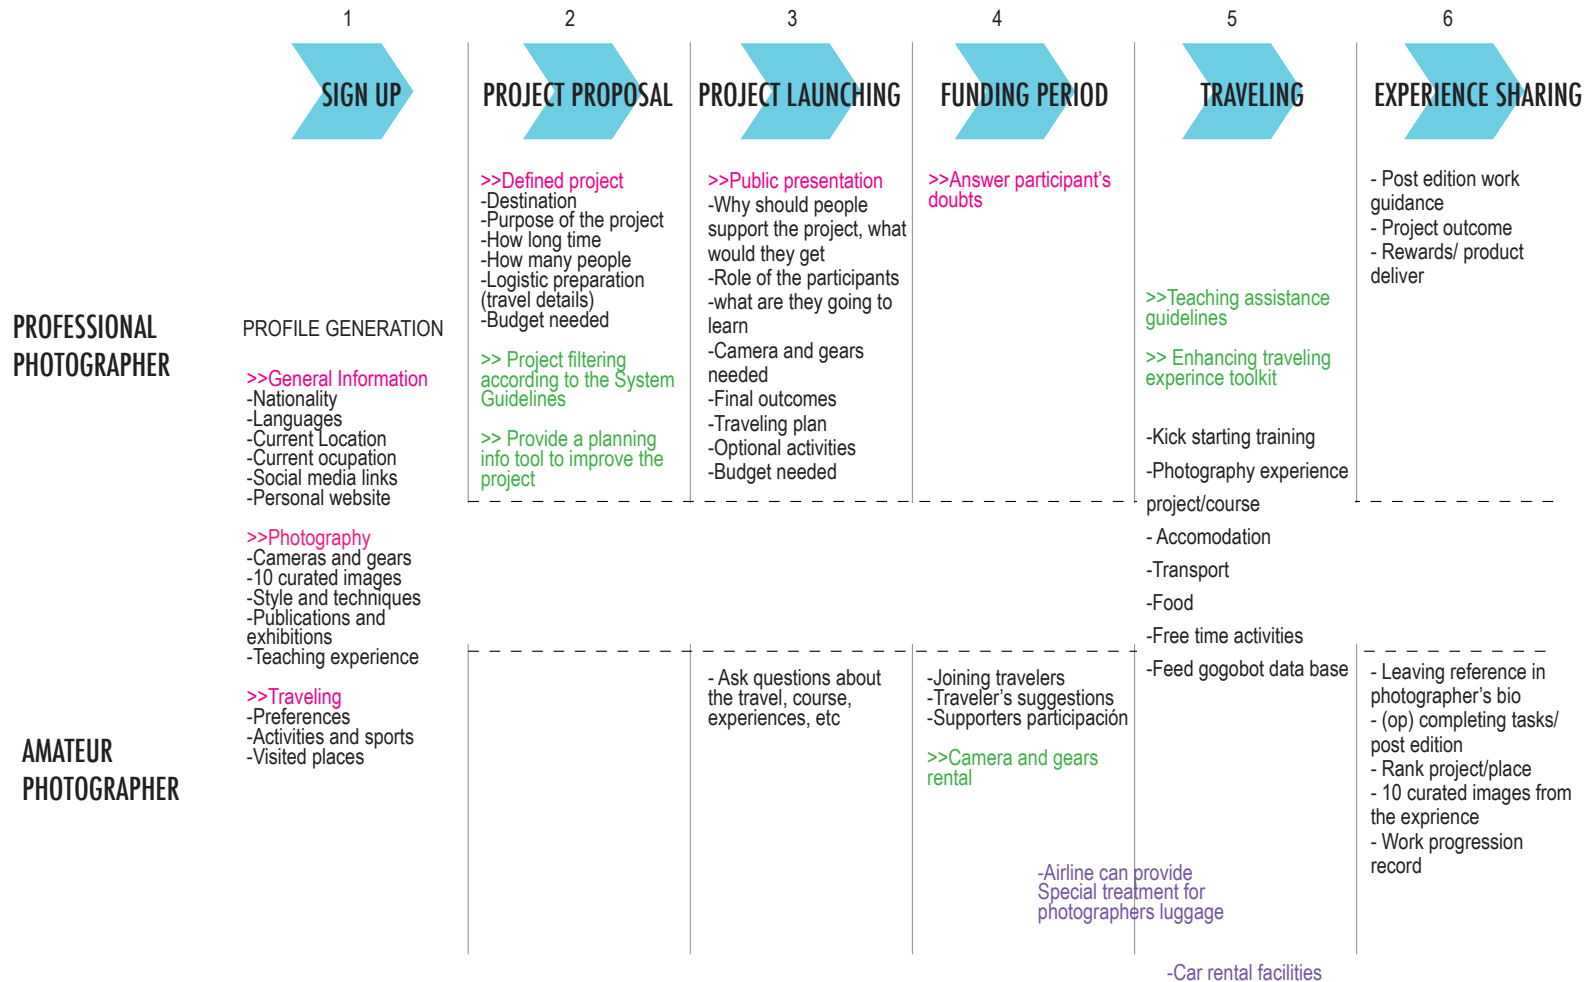 1
2
3
4
5
6
SIGN UP
PROJECT PROPOSAL
PROJECT LAUNCHING
FUNDING PERIOD
TRAVELING
EXPERIENCE SHARING
PROFESSIONAL
PHOTOGRAPHER
PROFILE GENERATION
>>General Information
-Nationality
-Languages
-Current Location
-Current ocupation
-Social media links
-Personal website
>>Photography
-Cameras and gears
-10 curated images
-Style and techniques
-Publications and
exhibitions
-Teaching experience
>>Traveling
-Preferences
-Activities and sports
-Visited places
>>Defined project
-Destination
-Purpose of the project
-How long time
-How many people
-Logistic preparation
(travel details)
-Budget needed
>> Project filtering
according to the System
Guidelines
>> Provide a planning
info tool to improve the
project
>>Public presentation
-Why should people
support the project, what
would they get
-Role of the participants
-what are they going to
learn
-Camera and gears
needed
-Final outcomes
-Traveling plan
-Optional activities
-Budget needed
>>Answer participant's
doubts
>>Teaching assistance
guidelines
>> Enhancing traveling
experince toolkit
-Kick starting training
-Photography experience
project/course
- Accomodation
-Transport
-Food
-Free time activities
-Feed gogobot data base
- Post edition work
guidance
- Project outcome
- Rewards/ product
deliver
AMATEUR
PHOTOGRAPHER
- Ask questions about
the travel, course,
experiences, etc
-Joining travelers
-Traveler's suggestions
-Supporters participación
>>Camera and gears
rental
-Airline can provide
Special treatment for
photographers luggage
-Car rental facilities
- Leaving reference in
photographer's bio
- (op) completing tasks/
post edition
- Rank project/place
- 10 curated images from
the exprience
- Work progression
record